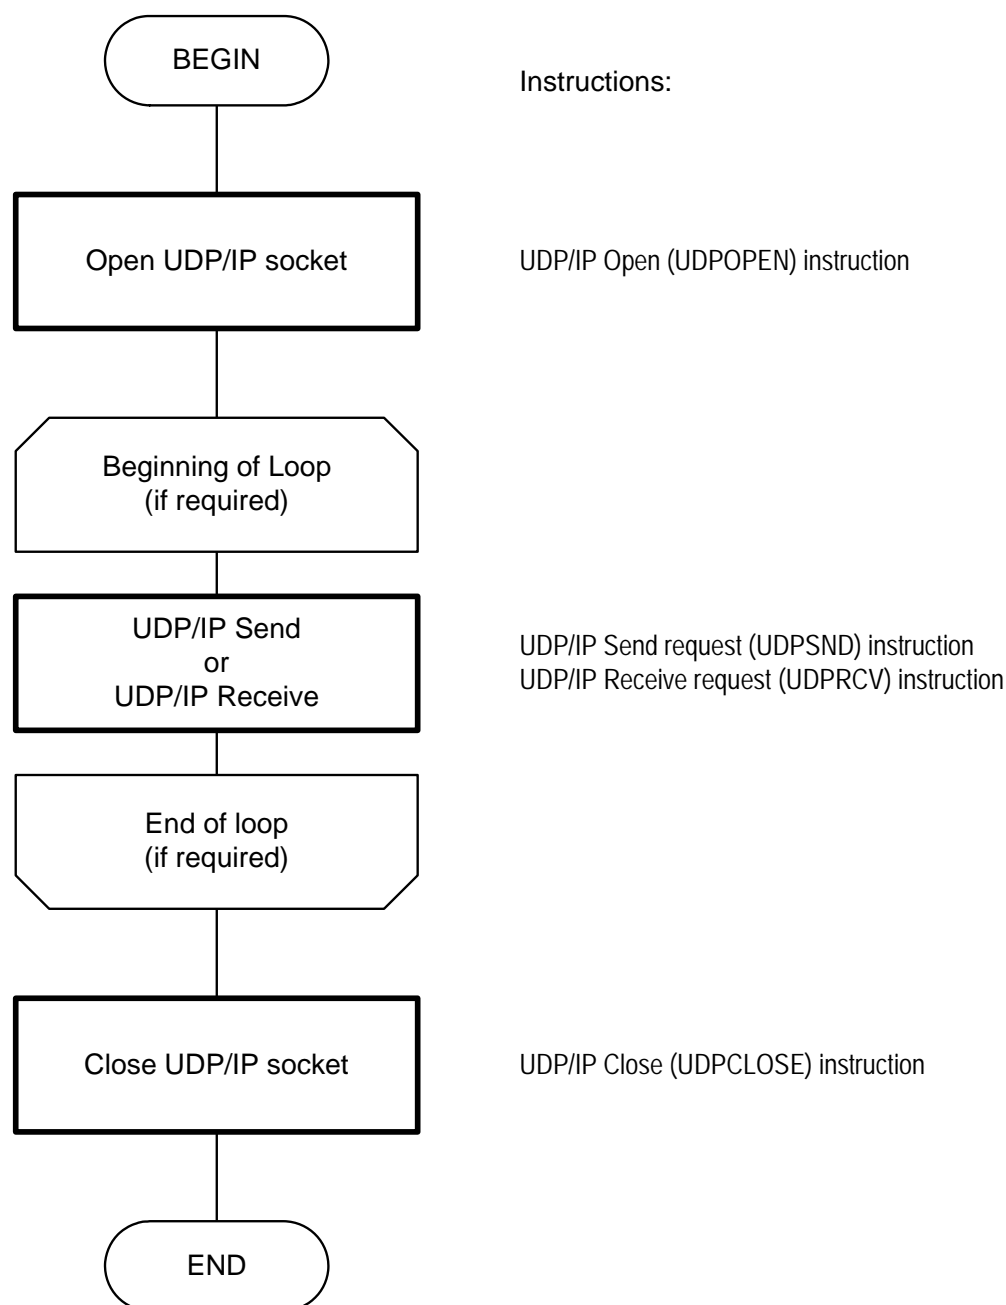 BEGIN
Instructions:
Open UDP/IP socket
UDP/IP Open (UDPOPEN) instruction
Beginning of Loop
(if required)
UDP/IP Send
or
UDP/IP Receive
UDP/IP Send request (UDPSND) instruction
UDP/IP Receive request (UDPRCV) instruction
End of loop
(if required)
Close UDP/IP socket
UDP/IP Close (UDPCLOSE) instruction
END